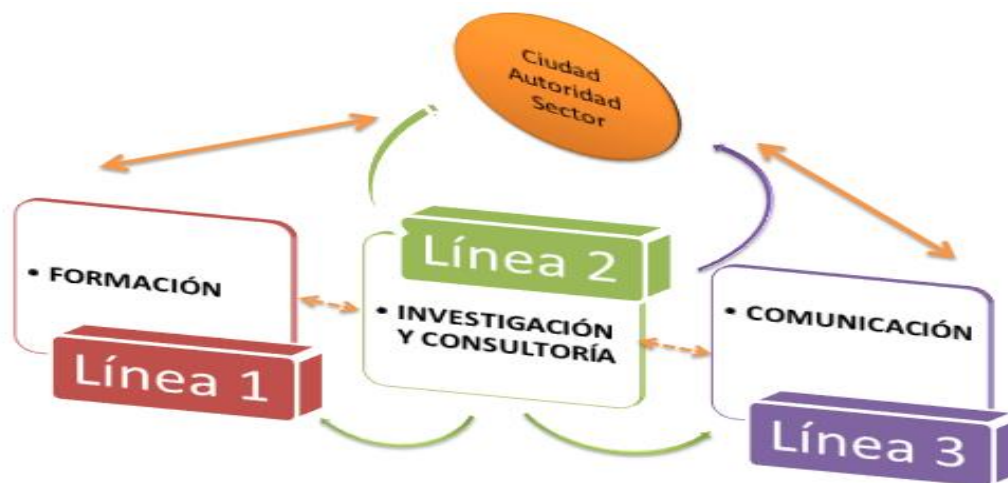 Ciudad
Autoridad
Sector
• FORMACIÓN
Línea 1
Línea 2
• INVESTIGACIÓN
Y CONSULTORÍA
• COMUNICACIÓN
Línea 3